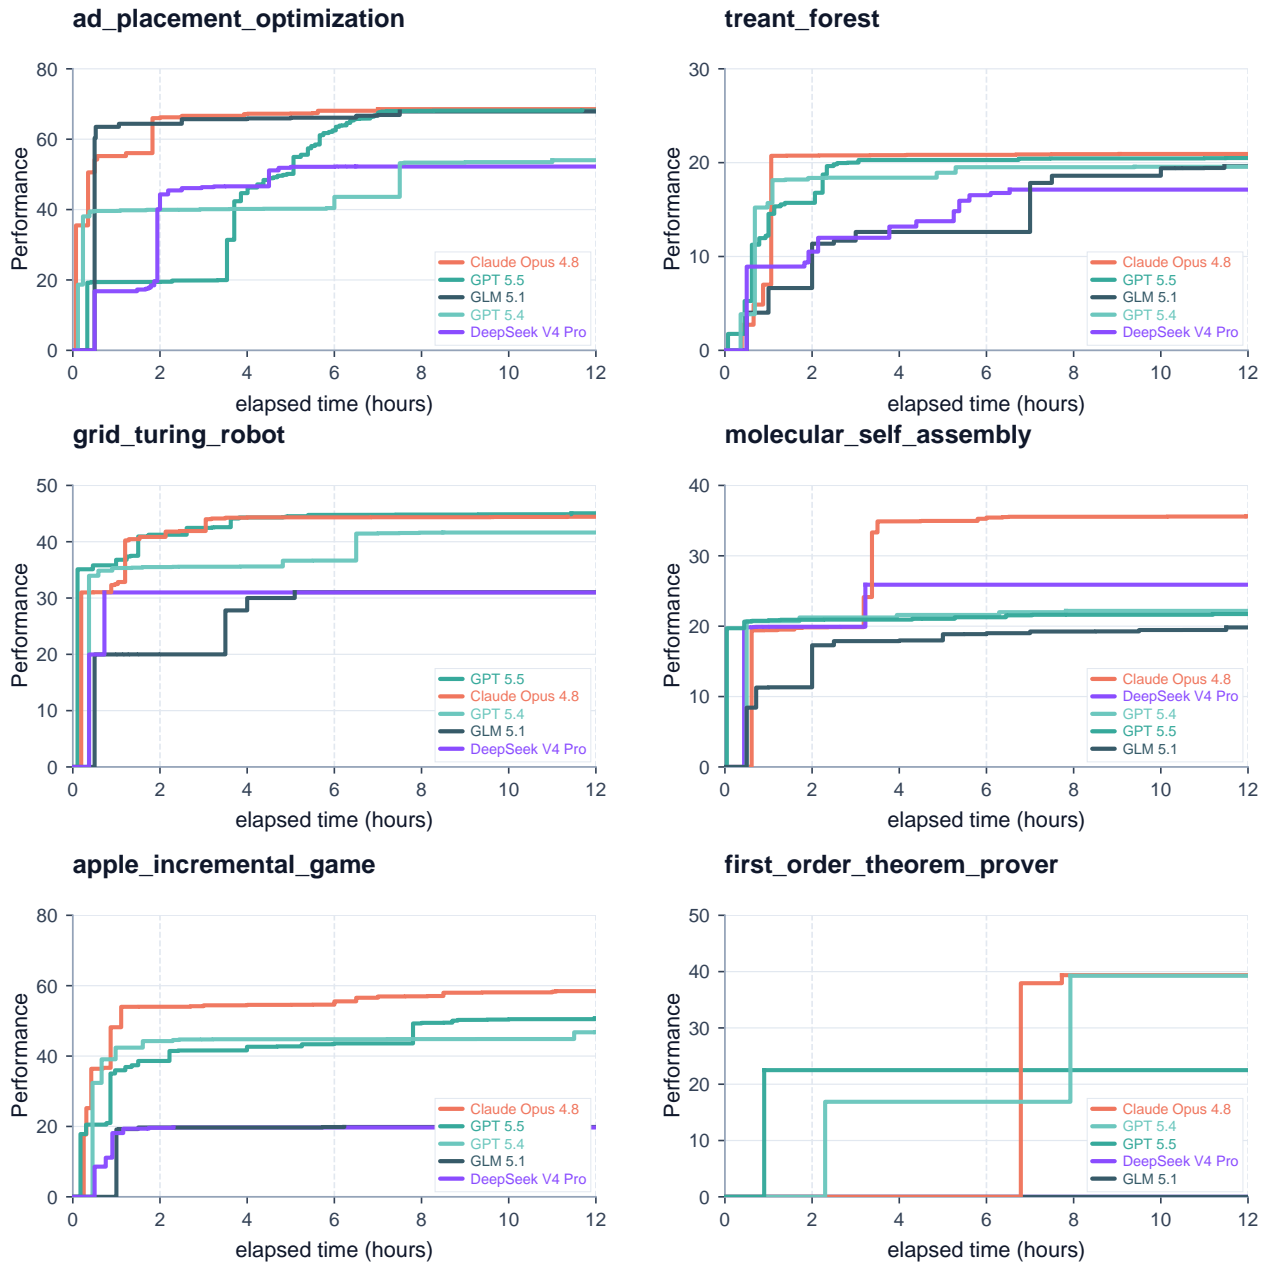 ad_placement_optimization
Performance
80
60
40
20
0
0 2 4 6 8 10 12
elapsed time (hours)
Claude Opus 4.8
GPT 5.5
GLM 5.1
GPT 5.4
DeepSeek V4 Pro
treant_forest
Performance
30
20
10
0
0 2 4 6 8 10 12
elapsed time (hours)
Claude Opus 4.8
GPT 5.5
GLM 5.1
GPT 5.4
DeepSeek V4 Pro
grid_turing_robot
Performance
50
40
30
20
10
0
0 2 4 6 8 10 12
elapsed time (hours)
GPT 5.5
Claude Opus 4.8
GPT 5.4
GLM 5.1
DeepSeek V4 Pro
molecular_self_assembly
Performance
40
30
20
10
0
0 2 4 6 8 10 12
elapsed time (hours)
Claude Opus 4.8
DeepSeek V4 Pro
GPT 5.4
GPT 5.5
GLM 5.1
apple_incremental_game
Performance
80
60
40
20
0
0 2 4 6 8 10 12
elapsed time (hours)
Claude Opus 4.8
GPT 5.5
GPT 5.4
GLM 5.1
DeepSeek V4 Pro
first_order_theorem_prover
Performance
50
40
30
20
10
0
0 2 4 6 8 10 12
elapsed time (hours)
Claude Opus 4.8
GPT 5.4
GPT 5.5
DeepSeek V4 Pro
GLM 5.1